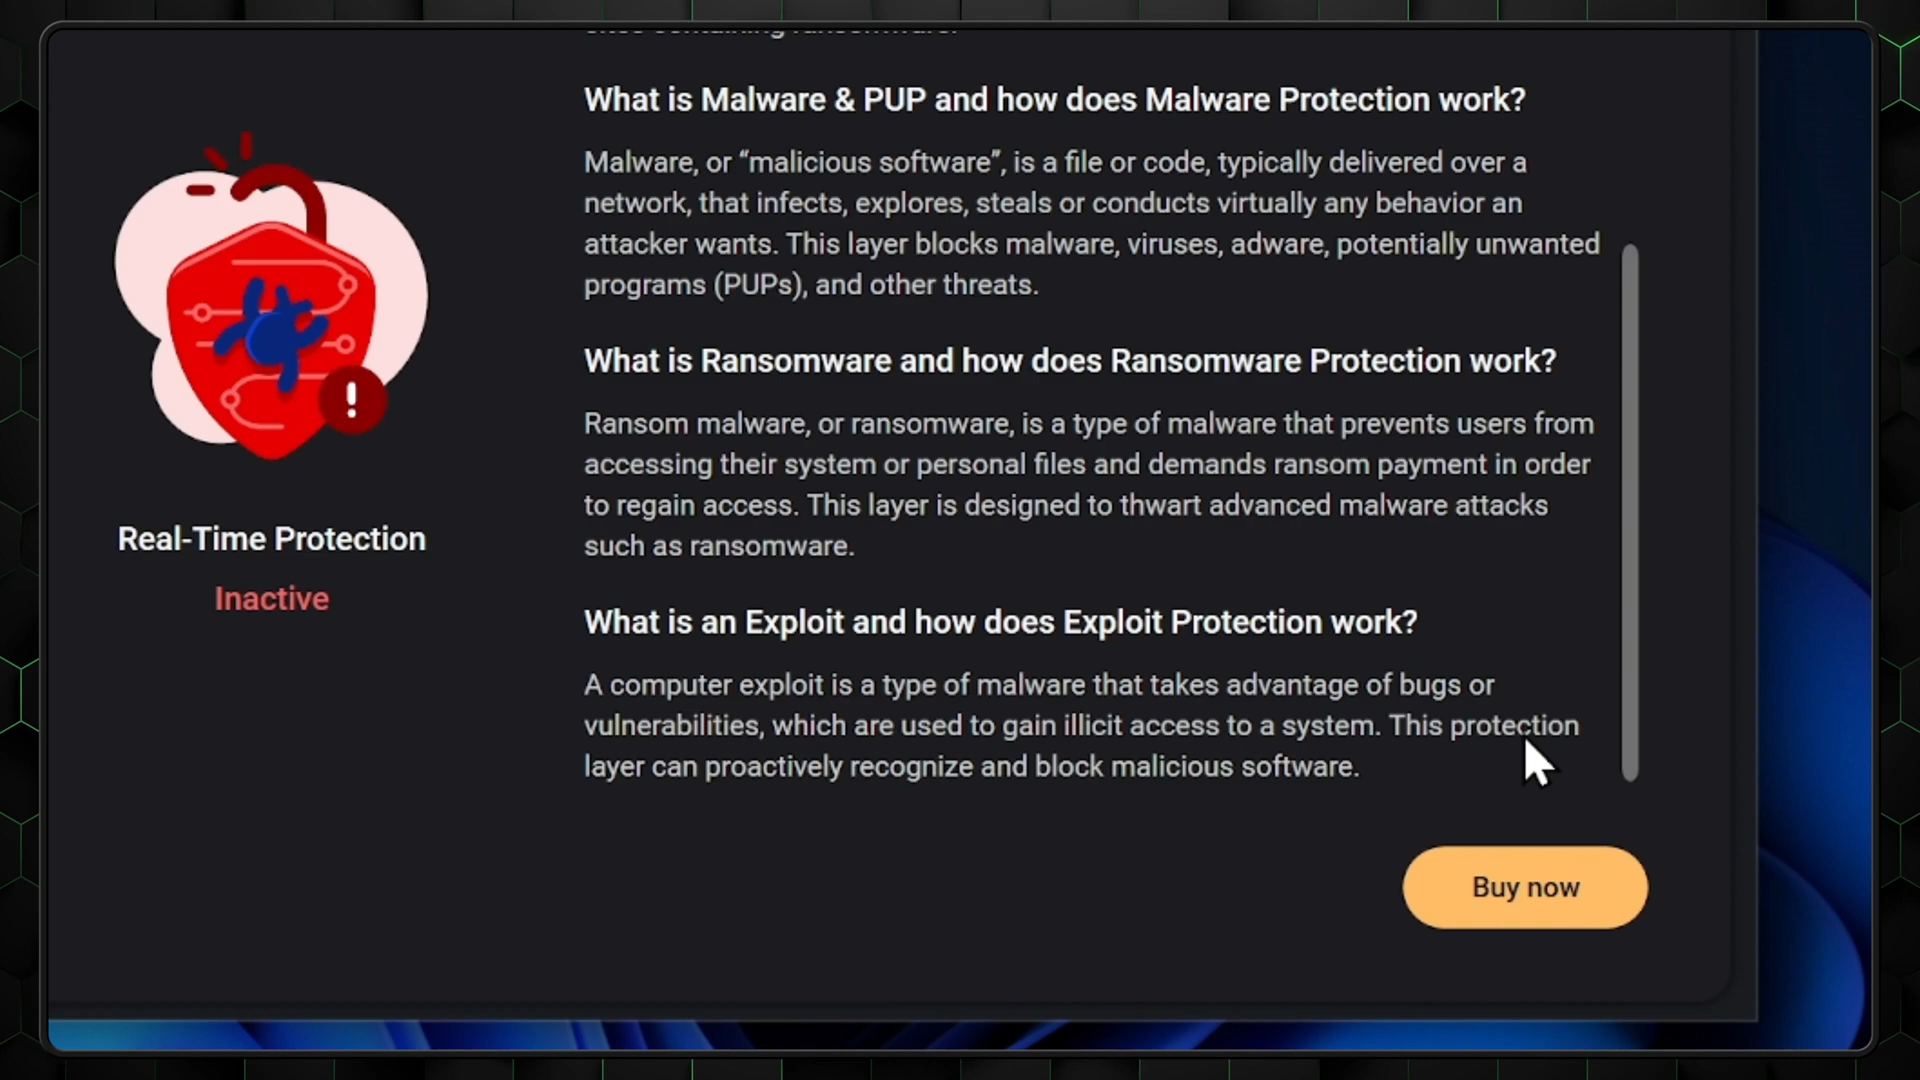 What is Malware & PUP and how does Malware Protection work?
Malware, or “malicious software”, is a file or code, typically delivered over a
network, that infects, explores, steals or conducts virtually any behavior an
attacker wants. This layer blocks malware, viruses, adware, potentially unwanted
programs (PUPs), and other threats.
What is Ransomware and how does Ransomware Protection work?
Ransom malware, or ransomware, is a type of malware that prevents users from
accessing their system or personal files and demands ransom payment in order
to regain access. This layer is designed to thwart advanced malware attacks
such as ransomware.
Real-Time Protection
Inactive
What is an Exploit and how does Exploit Protection work?
A computer exploit is a type of malware that takes advantage of bugs or
vulnerabilities, which are used to gain illicit access to a system. This protection
layer can proactively recognize and block malicious software.
Buy now